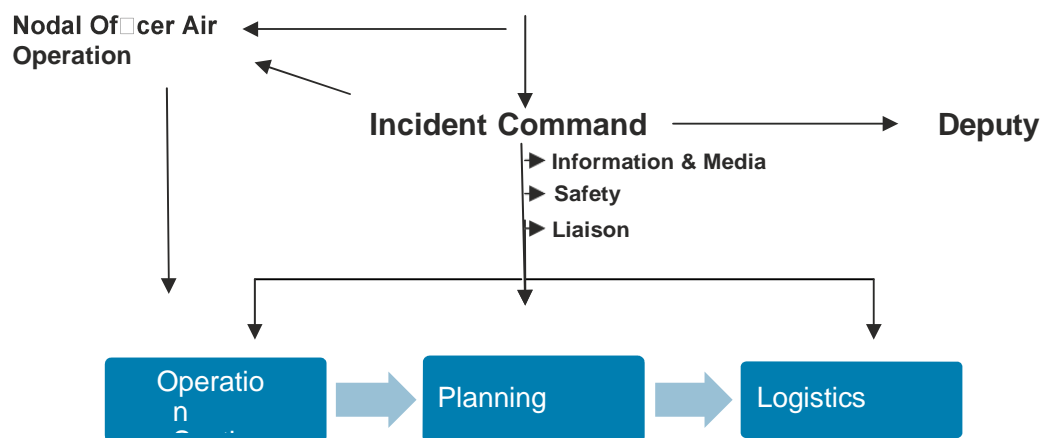 Nodal Of□cer Air
Operation
Incident Command
Deputy
Information & Media
Safety
Liaison
Operatio
n
Planning
Logistics